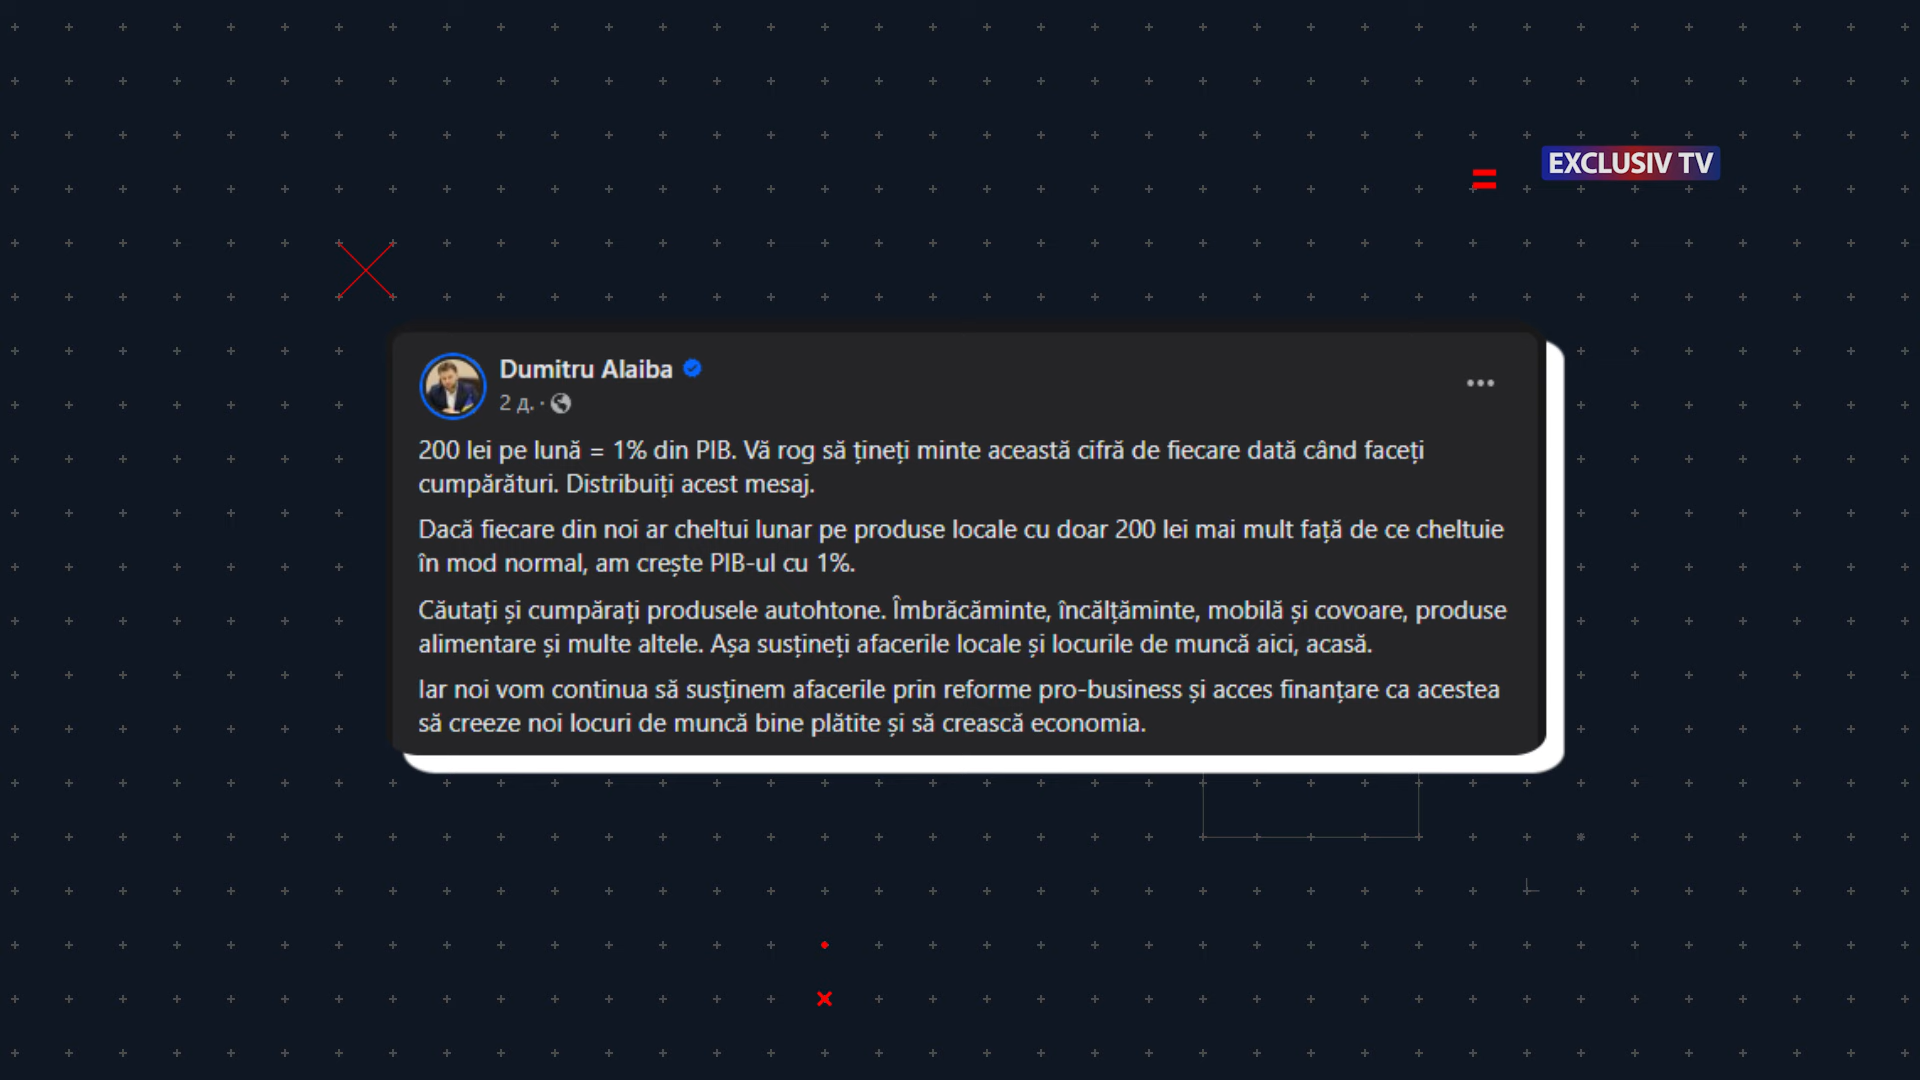 EXCLUSIV TV
Dumitru Alaiba
2 д. ·
200 lei pe lună = 1% din PIB. Vă rog să țineți minte această cifră de fiecare dată când faceți
cumpărături. Distribuiți acest mesaj.
Dacă fiecare din noi ar cheltui lunar pe produse locale cu doar 200 lei mai mult față de ce cheltuie
în mod normal, am crește PIB-ul cu 1%.
Căutați și cumpărați produsele autohtone. Îmbrăcăminte, încălțăminte, mobilă și covoare, produse
alimentare și multe altele. Așa susțineți afacerile locale și locurile de muncă aici, acasă.
Iar noi vom continua să susținem afacerile prin reforme pro-business și acces finanțare ca acestea
să creeze noi locuri de muncă bine plătite și să crească economia.